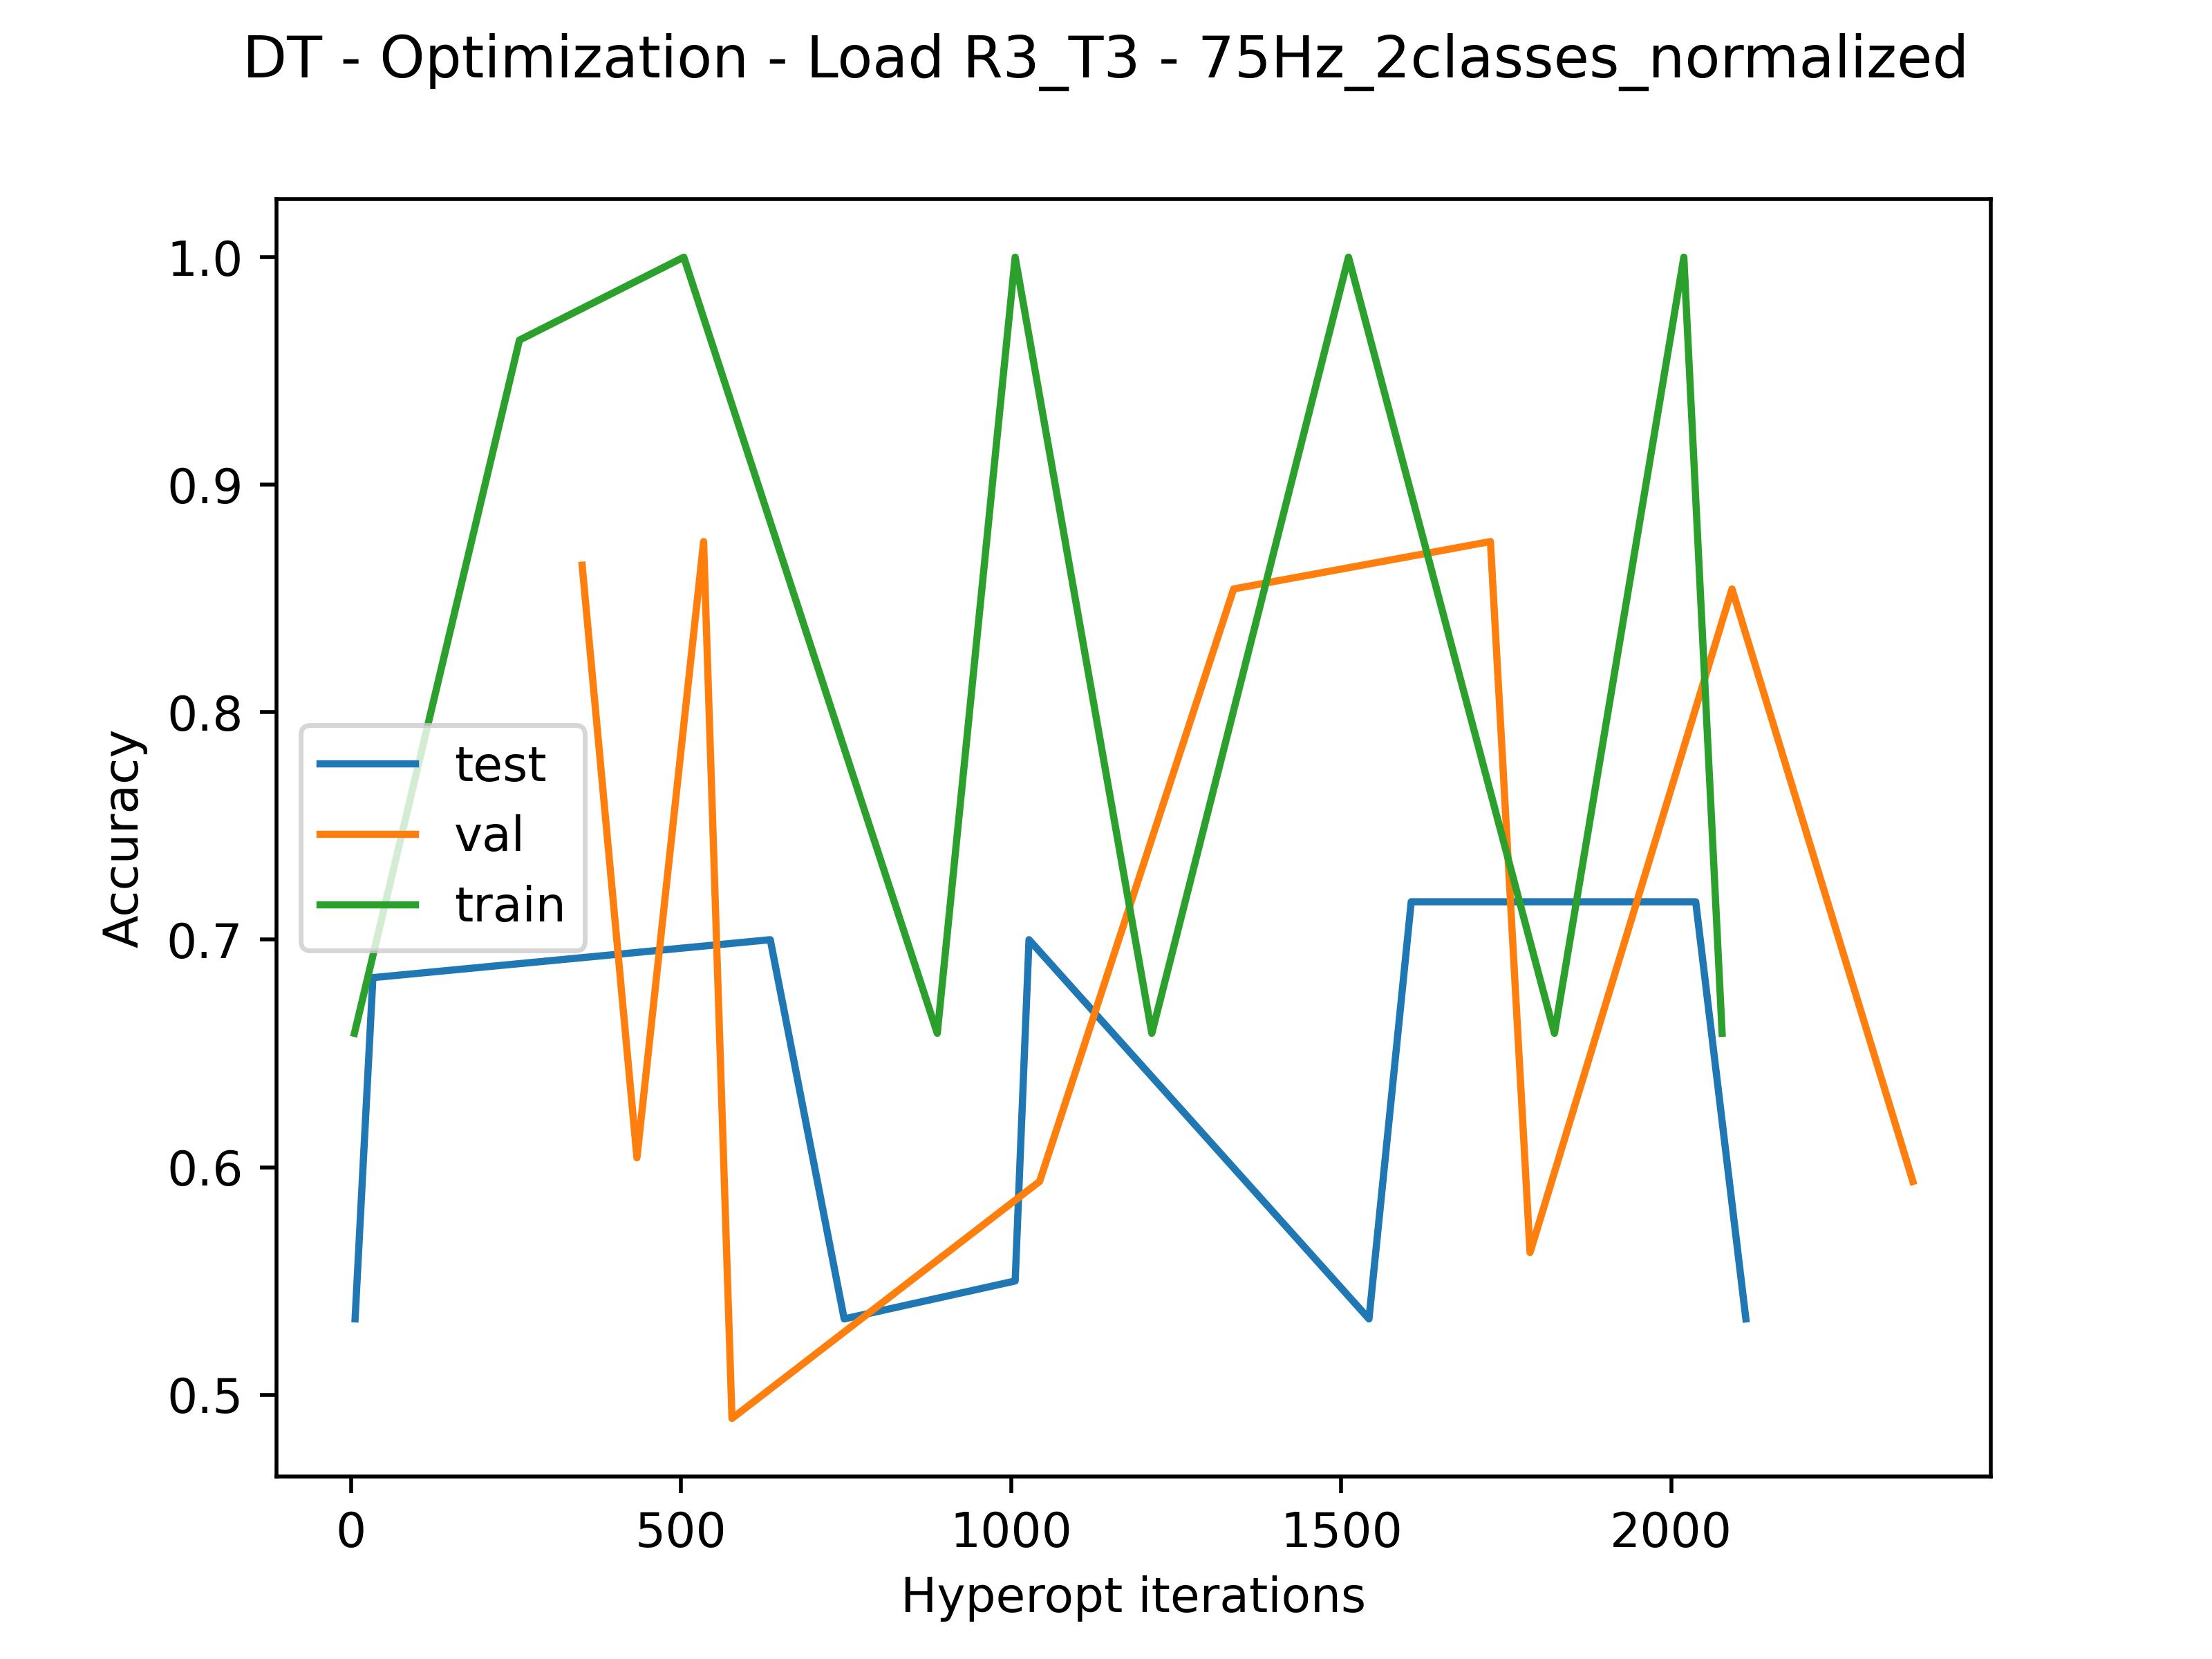 DT - Optimization - Load R3_T3 - 75Hz_2classes_normalized
1.0
0.9
0.8
0.7
0.6
0.5
Accuracy
test
val
train
0 500 1000 1500 2000
Hyperopt iterations